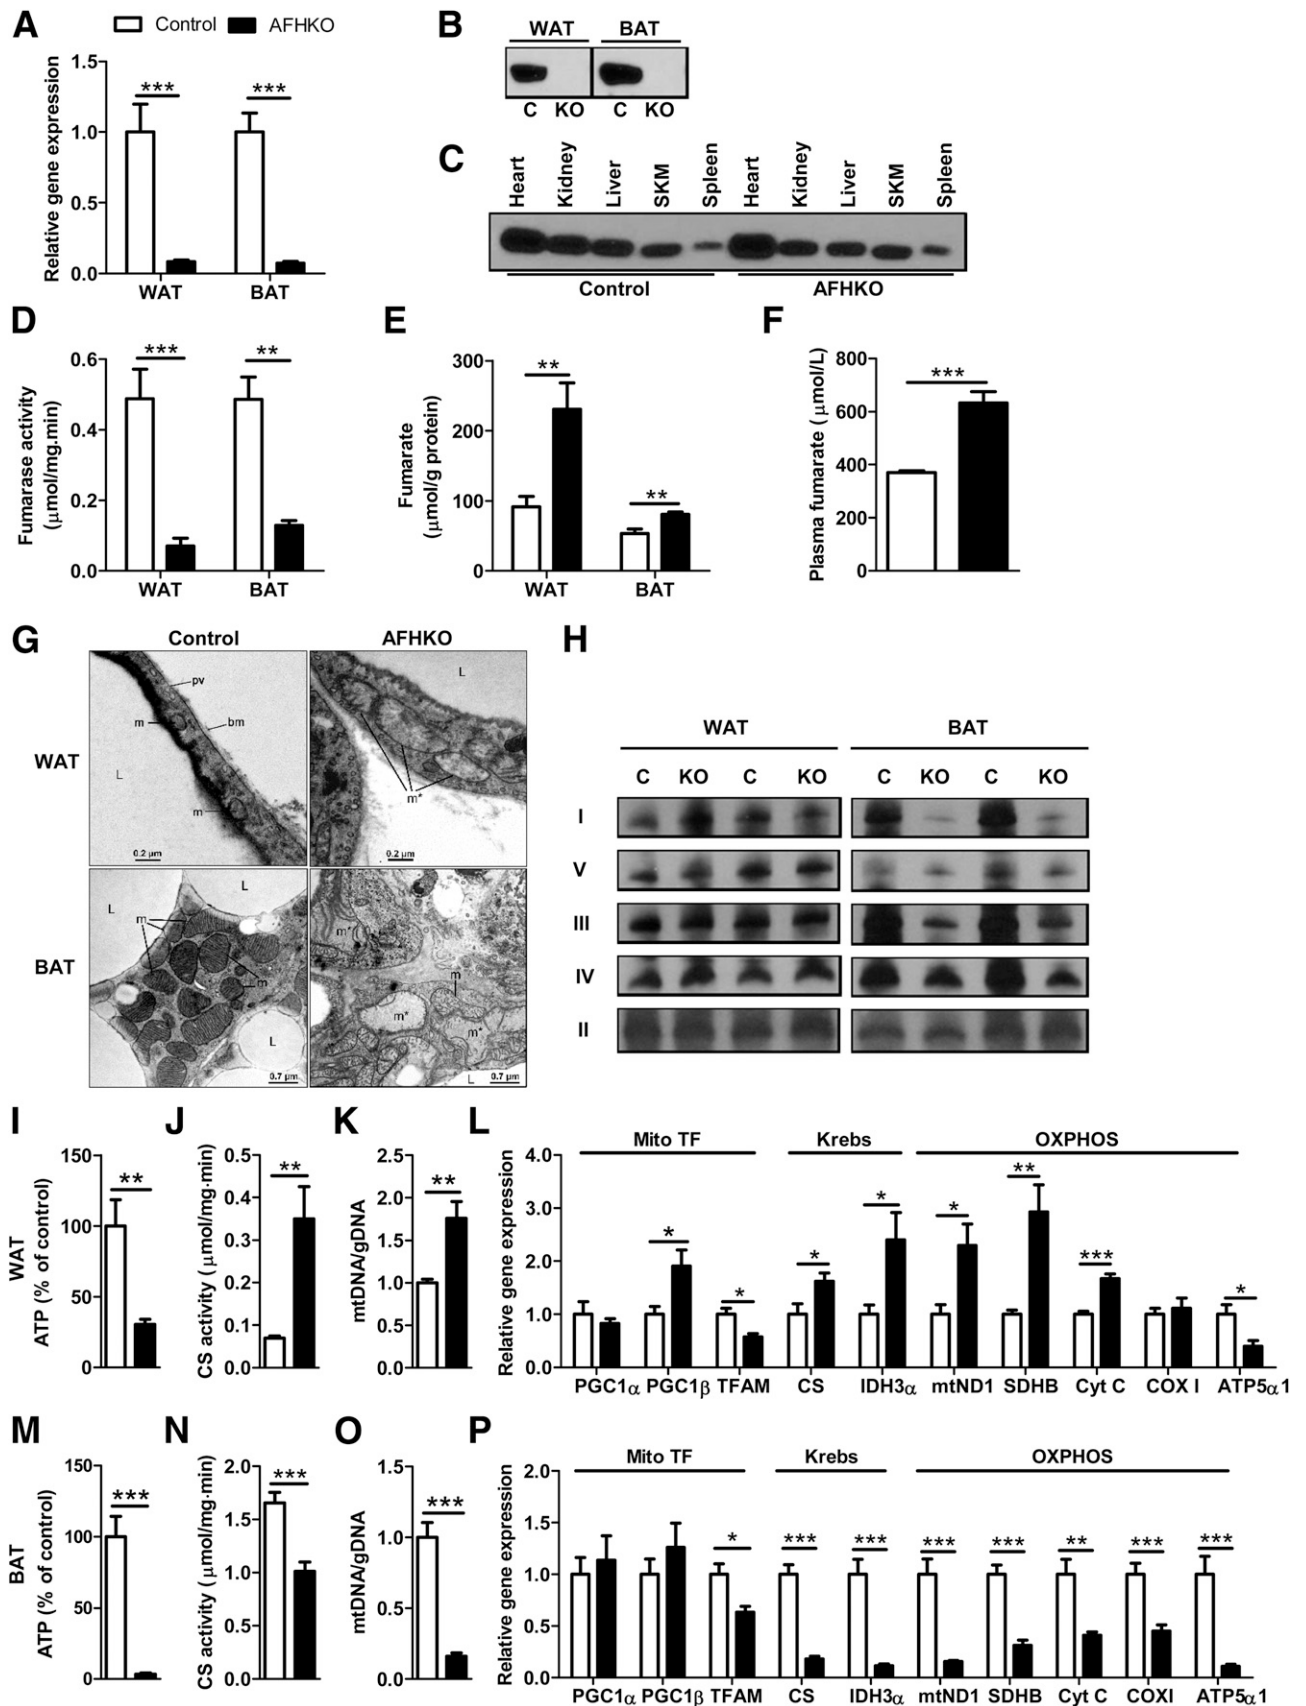 A
Control AFHKO
Relative gene expression
1.5
1.0
0.5
0.0
*** ***
WAT BAT
B
WAT BAT
C KO C KO
C
Heart Kidney Liver SKM Spleen Heart Kidney Liver SKM Spleen
Control AFHKO
D
Fumarase activity
(μmol/mg.min)
0.6
0.4
0.2
0.0
*** **
WAT BAT
E
Fumarate
(μmol/g protein)
300
200
100
0
** **
WAT BAT
F
Plasma fumarate (μmol/L)
800
600
400
200
0
***
G
Control AFHKO
WAT
pv
m
bm
L
m
0.2 μm
L
m*
0.2 μm
BAT
L
L
m
m
L
0.7 μm
m*
m
m*
m*
L
0.7 μm
H
WAT BAT
C KO C KO C KO C KO
I
V
III
IV
II
I
WAT
ATP (% of control)
150
100
50
0
**
J
CS activity (μmol/mg·min)
0.5
0.4
0.3
0.2
0.1
0.0
**
K
mtDNA/gDNA
2.5
2.0
1.5
1.0
0.5
0.0
**
L
Mito TF Krebs OXPHOS
Relative gene expression
4.0
3.0
2.0
1.0
0.0
* * * * * ** *** *
PGC1α PGC1β TFAM CS IDH3α mtND1 SDHB Cyt C COX I ATP5α1
M
BAT
ATP (% of control)
150
100
50
0
***
N
CS activity (μmol/mg·min)
2.0
1.5
1.0
0.5
0.0
***
O
mtDNA/gDNA
1.5
1.0
0.5
0.0
***
P
Mito TF Krebs OXPHOS
Relative gene expression
2.0
1.5
1.0
0.5
0.0
* *** *** *** *** ** *** ***
PGC1α PGC1β TFAM CS IDH3α mtND1 SDHB Cyt C COXI ATP5α1